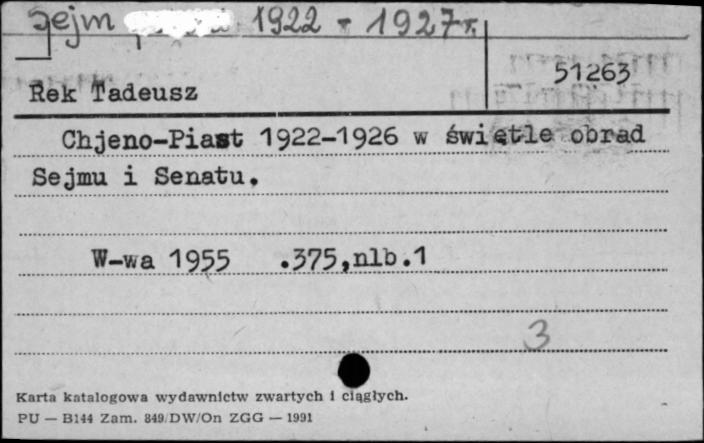 Sejm 1922 - 1927 r.
51263
Rek Tadeusz
Chjeno-Piast 1922-1926 w świetle obrad
Sejmu i Senatu.
W-wa 1955 .375,nlb.1
3
Karta katalogowa wydawnictw zwartych i ciągłych.
PU — B144 Zam. 849/DW/On ZGG — 1991